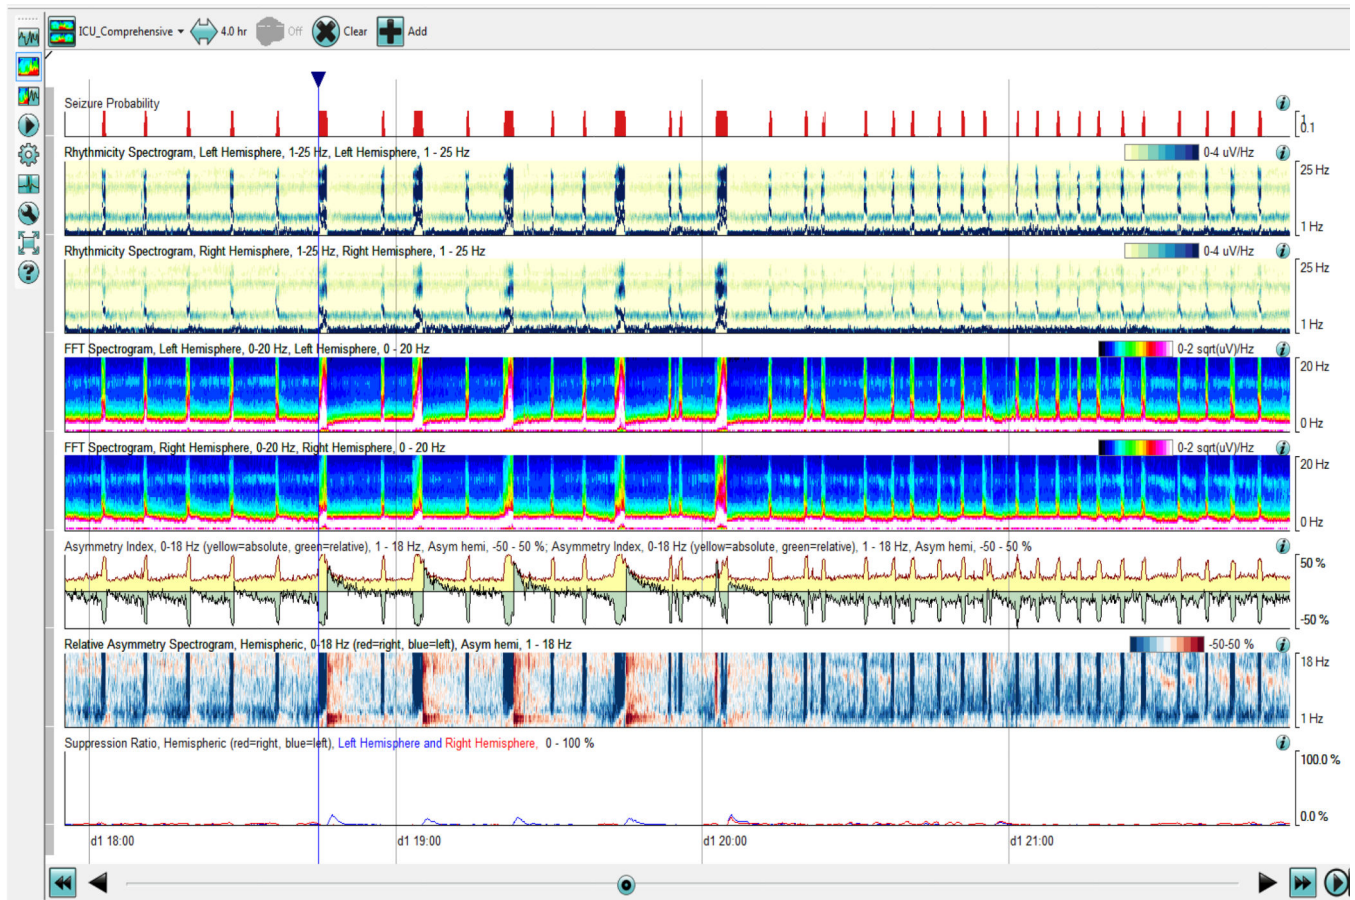 ICU_Comprehensive 4.0 hr Off Clear Add
Seizure Probability
1
0.1
Rhythmicity Spectrogram, Left Hemisphere, 1-25 Hz, Left Hemisphere, 1 - 25 Hz
0-4 uV/Hz
25 Hz
1 Hz
Rhythmicity Spectrogram, Right Hemisphere, 1-25 Hz, Right Hemisphere, 1 - 25 Hz
0-4 uV/Hz
25 Hz
1 Hz
FFT Spectrogram, Left Hemisphere, 0-20 Hz, Left Hemisphere, 0 - 20 Hz
0-2 sqrt(uV)/Hz
20 Hz
0 Hz
FFT Spectrogram, Right Hemisphere, 0-20 Hz, Right Hemisphere, 0 - 20 Hz
0-2 sqrt(uV)/Hz
20 Hz
0 Hz
Asymmetry Index, 0-18 Hz (yellow=absolute, green=relative), 1 - 18 Hz, Asym hemi, -50 - 50 %; Asymmetry Index, 0-18 Hz (yellow=absolute, green=relative), 1 - 18 Hz, Asym hemi, -50 - 50 %
50 %
-50 %
Relative Asymmetry Spectrogram, Hemispheric, 0-18 Hz (red=right, blue=left), Asym hemi, 1 - 18 Hz
-50-50 %
18 Hz
1 Hz
Suppression Ratio, Hemispheric (red=right, blue=left), Left Hemisphere and Right Hemisphere, 0 - 100 %
100.0 %
0.0 %
d1 18:00 d1 19:00 d1 20:00 d1 21:00